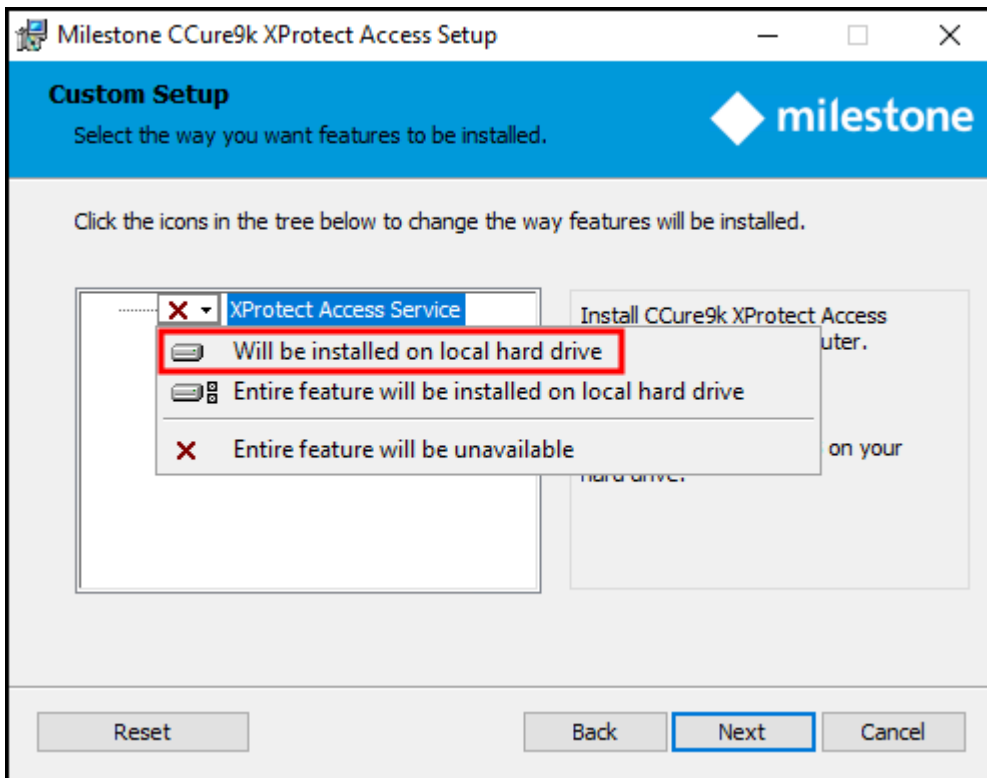 Milestone CCure9k XProtect Access Setup
Custom Setup
Select the way you want features to be installed.
milestone
Click the icons in the tree below to change the way features will be installed.
XProtect Access Service
Install CCure9k XProtect Access
uter.
Will be installed on local hard drive
Entire feature will be installed on local hard drive
Entire feature will be unavailable
on your
hard drive.
Reset
Back
Next
Cancel